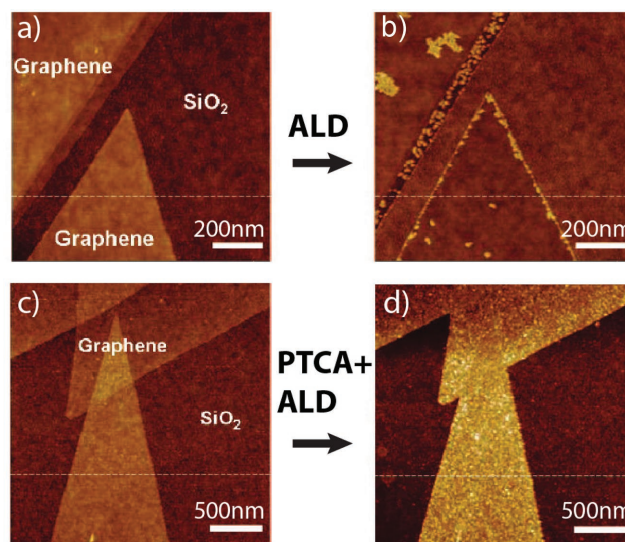 a)
Graphene
SiO₂
Graphene
200nm
ALD
b)
200nm
c)
Graphene
SiO₂
500nm
PTCA+
ALD
d)
500nm